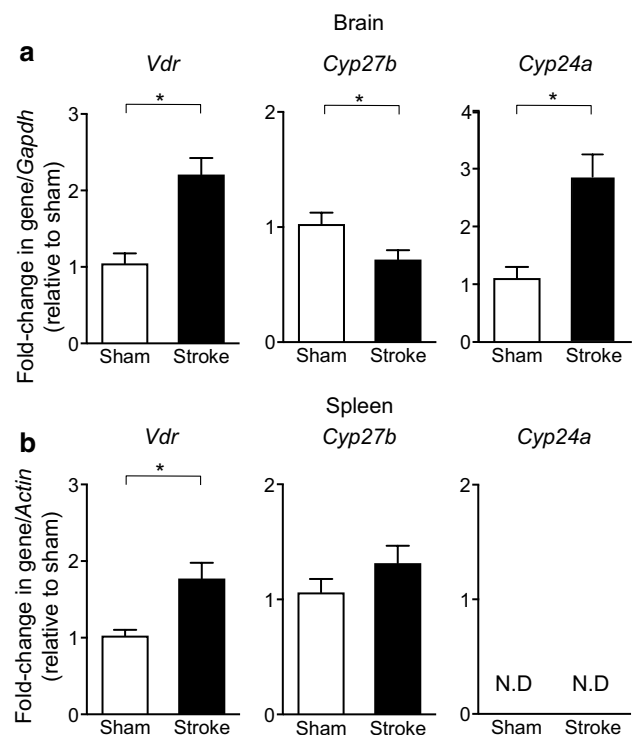 Brain
a
Vdr
Cyp27b
Cyp24a
*
*
*
Fold-change in gene/Gapdh
(relative to sham)
3
2
1
0
2
1
0
4
3
2
1
0
Sham Stroke
Sham Stroke
Sham Stroke
Spleen
b
Vdr
Cyp27b
Cyp24a
*
Fold-change in gene/Actin
(relative to sham)
3
2
1
0
2
1
0
2
1
0
N.D N.D
Sham Stroke
Sham Stroke
Sham Stroke